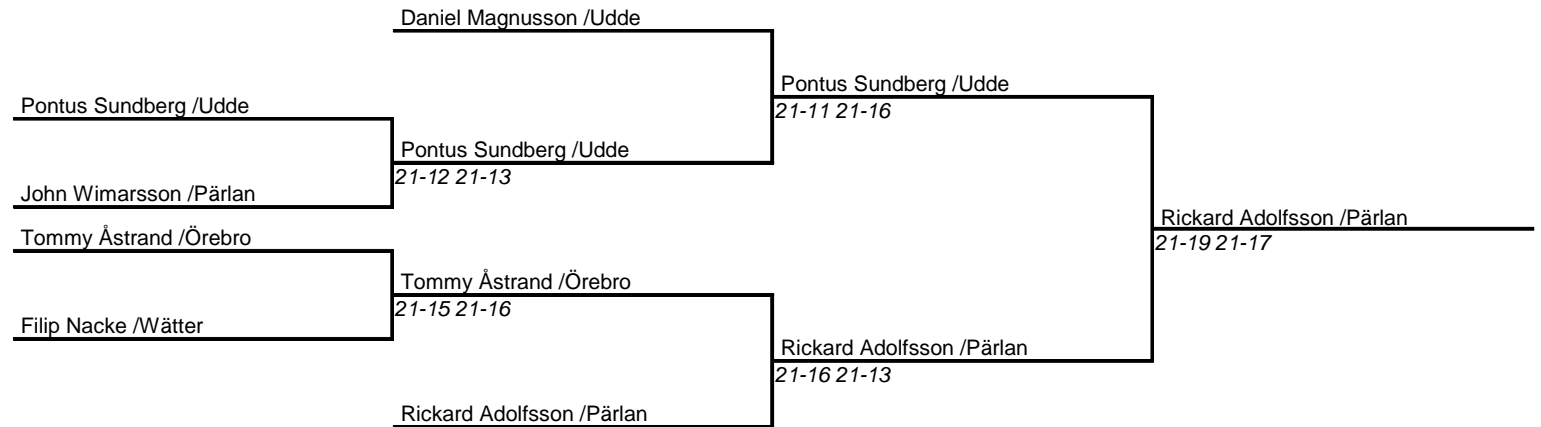 Daniel Magnusson /Udde
Pontus Sundberg /Udde
Pontus Sundberg /Udde
21-11 21-16
Pontus Sundberg /Udde
21-12 21-13
John Wimarsson /Pärlan
Rickard Adolfsson /Pärlan
21-19 21-17
Tommy Åstrand /Örebro
Tommy Åstrand /Örebro
21-15 21-16
Filip Nacke /Wätter
Rickard Adolfsson /Pärlan
21-16 21-13
Rickard Adolfsson /Pärlan